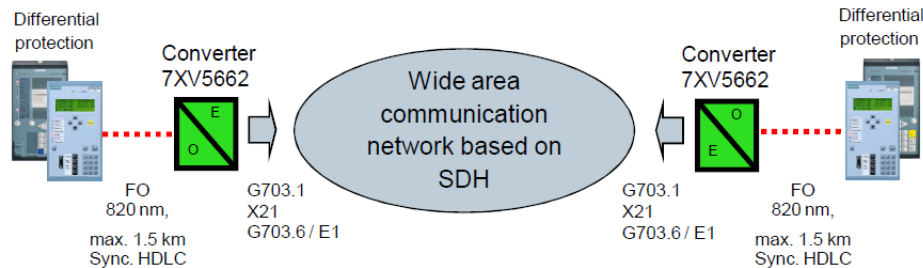 Differential
protection
Converter
7XV5662
E
O
FO
820 nm,
max. 1.5 km
Sync. HDLC
G703.1
X21
G703.6 / E1
Wide area
communication
network based on
SDH
Differential
protection
Converter
7XV5662
O
E
G703.1
X21
G703.6 / E1
FO
820 nm,
max. 1.5 km
Sync. HDLC